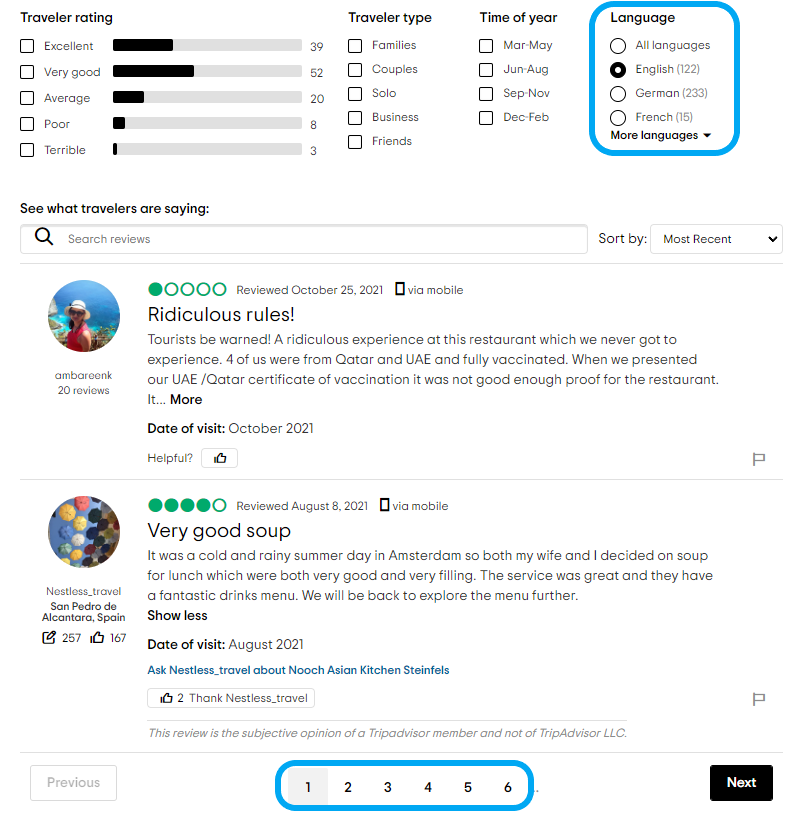 Traveler rating
Excellent 39
Very good 52
Average 20
Poor 8
Terrible 3
Traveler type
Families
Couples
Solo
Business
Friends
Time of year
Mar-May
Jun-Aug
Sep-Nov
Dec-Feb
Language
All languages
English (122)
German (233)
French (15)
More languages
See what travelers are saying:
Search reviews
Sort by: Most Recent
ambareenk
20 reviews
Reviewed October 25, 2021 via mobile
Ridiculous rules!
Tourists be warned! A ridiculous experience at this restaurant which we never got to
experience. 4 of us were from Qatar and UAE and fully vaccinated. When we presented
our UAE /Qatar certificate of vaccination it was not good enough proof for the restaurant.
It... More
Date of visit: October 2021
Helpful?
Nestless_travel
San Pedro de
Alcantara, Spain
257 167
Reviewed August 8, 2021 via mobile
Very good soup
It was a cold and rainy summer day in Amsterdam so both my wife and I decided on soup
for lunch which were both very good and very filling. The service was great and they have
a fantastic drinks menu. We will be back to explore the menu further.
Show less
Date of visit: August 2021
Ask Nestless_travel about Nooch Asian Kitchen Steinfels
2 Thank Nestless_travel
This review is the subjective opinion of a Tripadvisor member and not of TripAdvisor LLC.
Previous 1 2 3 4 5 6 .. Next